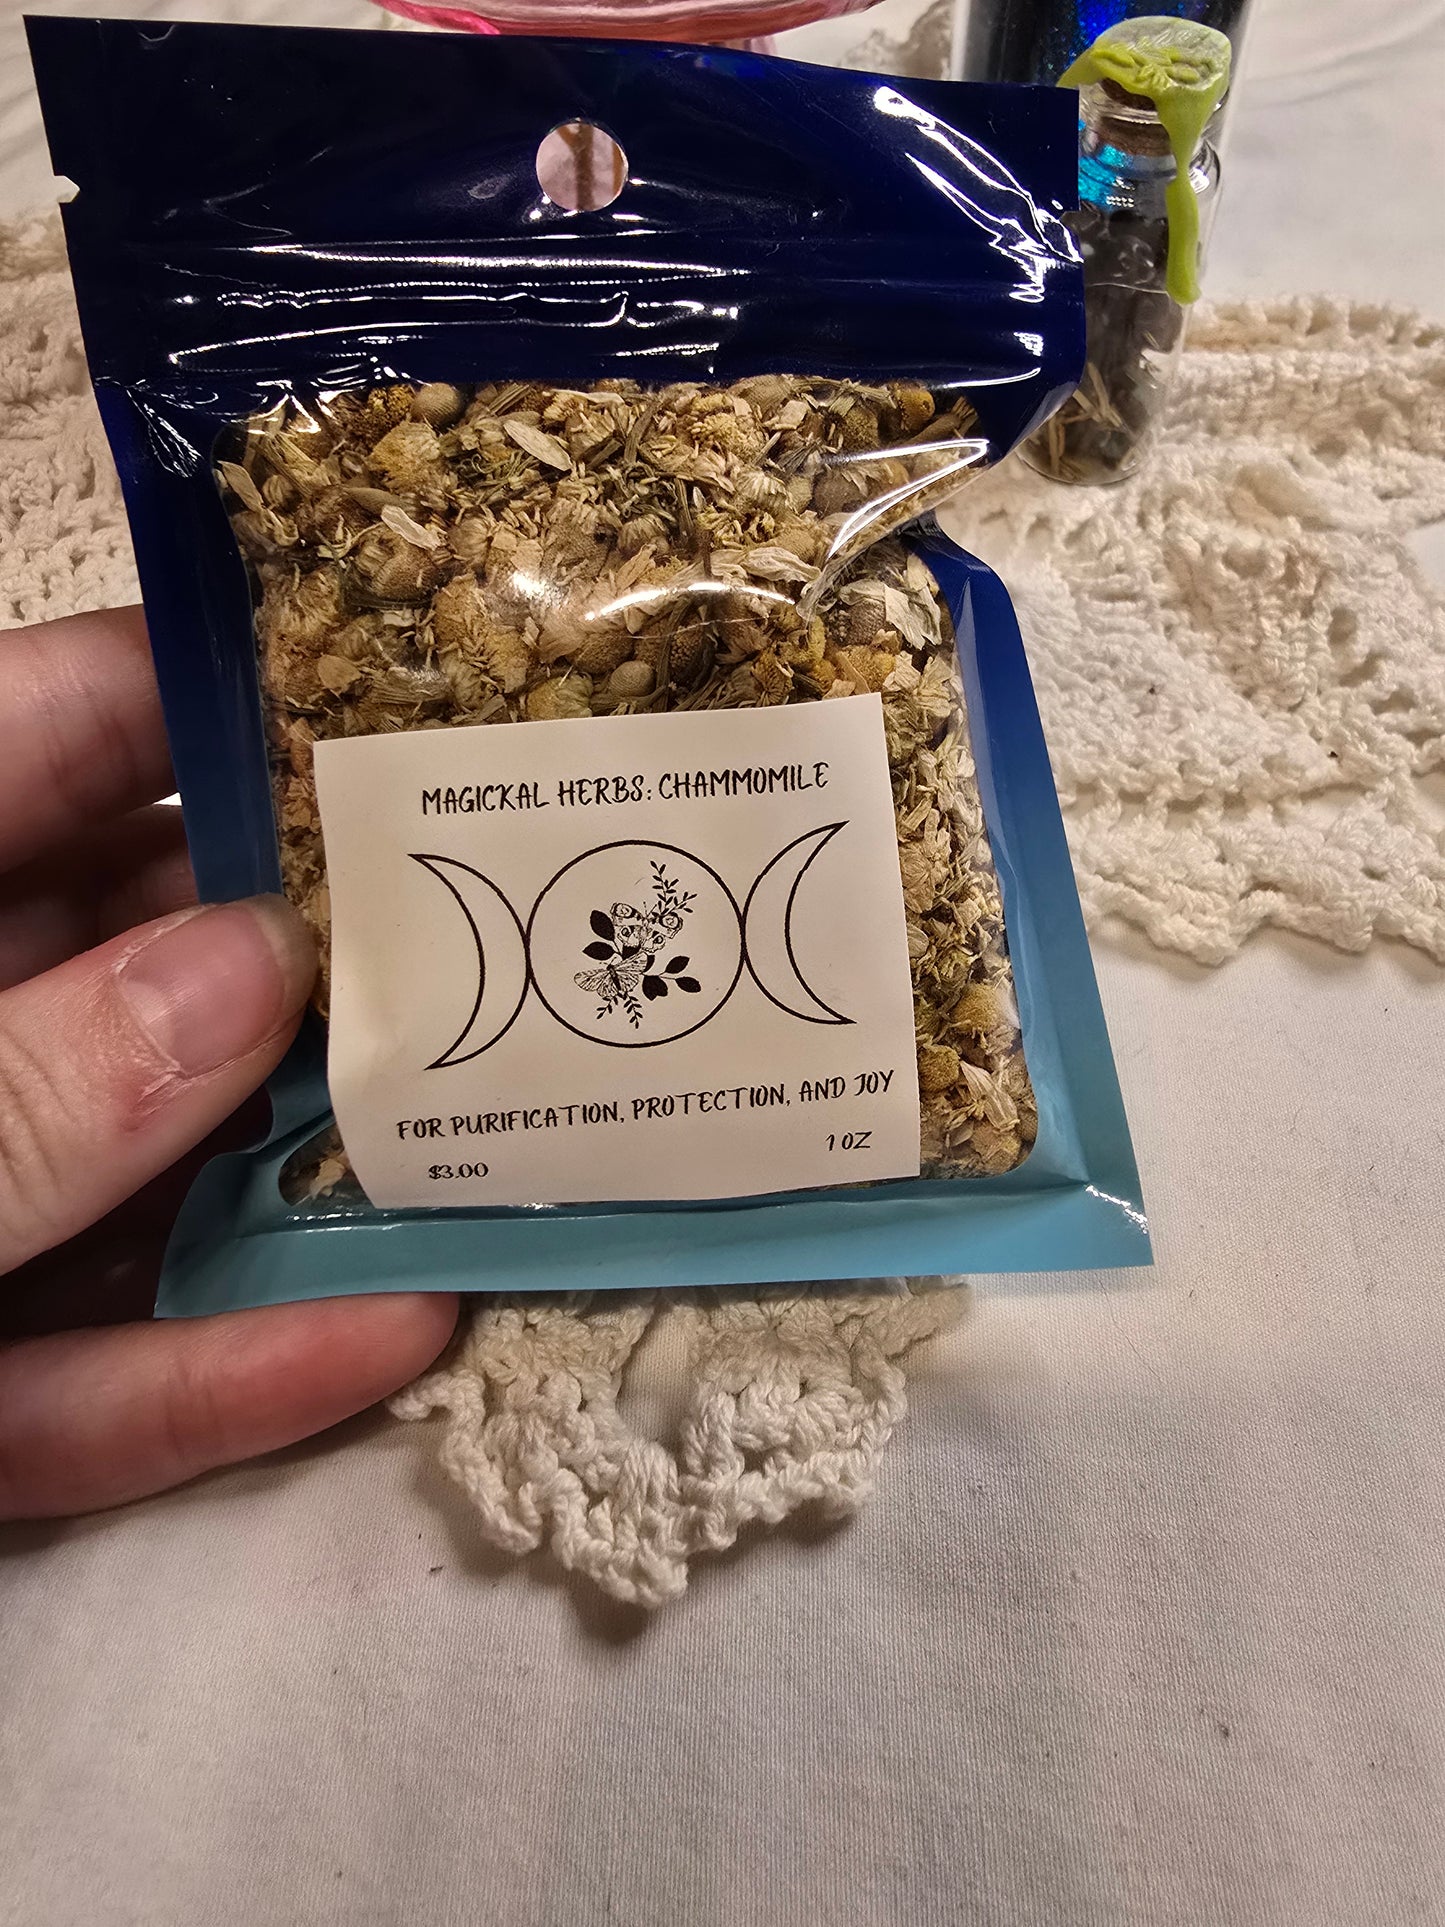 MAGICKAL HERBS: CHAMMOMILE
FOR PURIFICATION, PROTECTION, AND JOY
$3.00
1 OZ